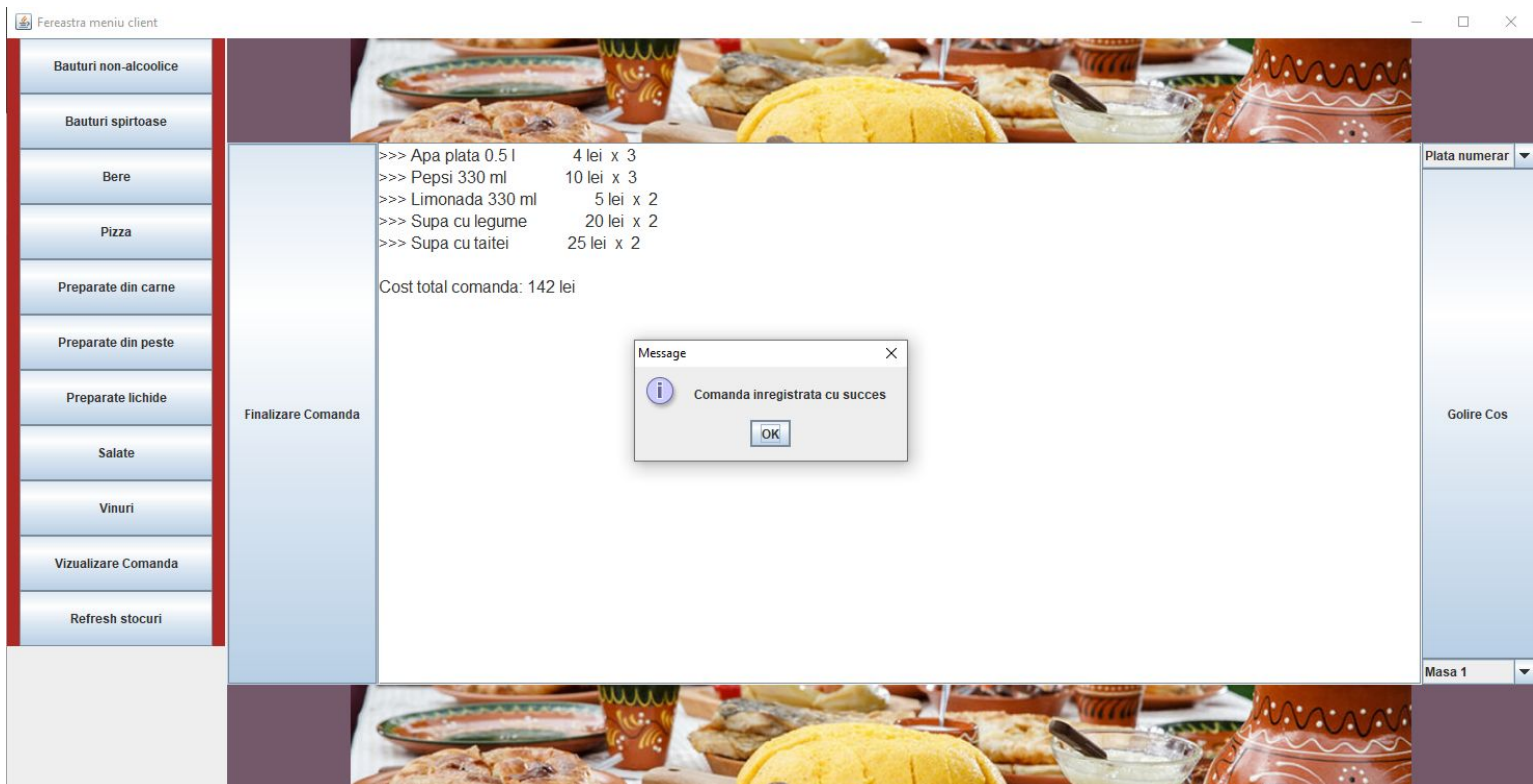 Fereastra meniu client
Bauturi non-alcoolice
Bauturi spirtoase
Bere
Pizza
Preparate din carne
Preparate din peste
Preparate lichide
Salate
Vinuri
Vizualizare Comanda
Refresh stocuri
Finalizare Comanda
>>> Apa plata 0.5 l 4 lei x 3
>>> Pepsi 330 ml 10 lei x 3
>>> Limonada 330 ml 5 lei x 2
>>> Supa cu legume 20 lei x 2
>>> Supa cu taitei 25 lei x 2
Cost total comanda: 142 lei
Message
Comanda inregistrata cu succes
OK
Plata numerar
Golire Cos
Masa 1